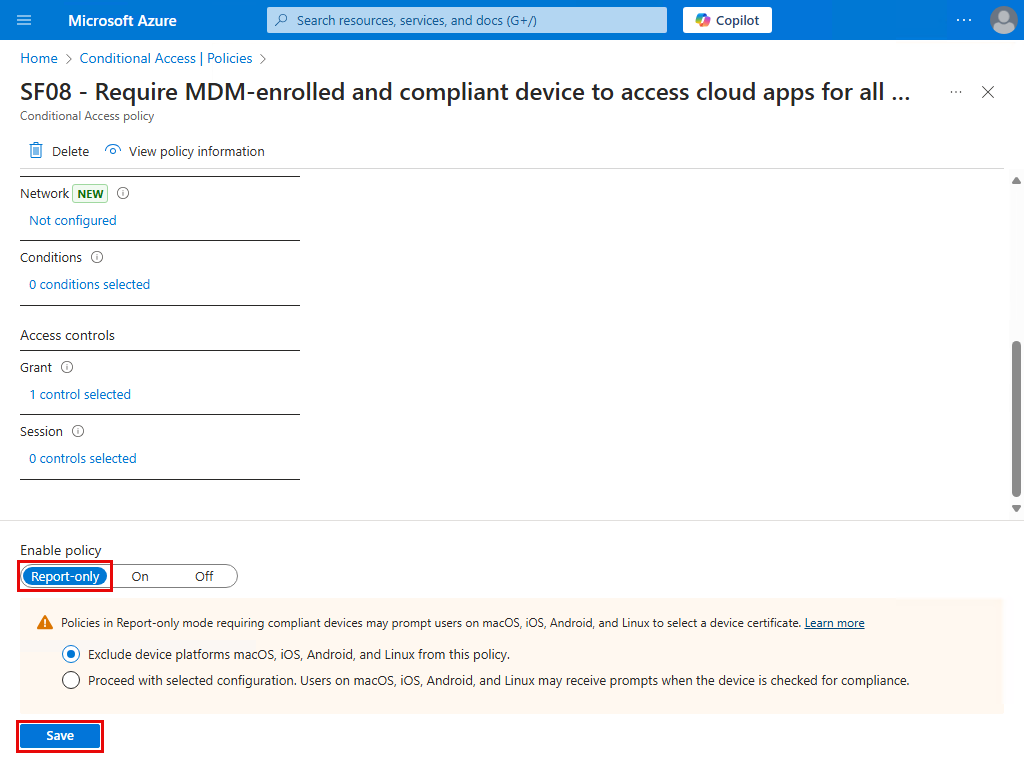 Microsoft Azure
Search resources, services, and docs (G+/)
Copilot
Home > Conditional Access | Policies >
SF08 - Require MDM-enrolled and compliant device to access cloud apps for all ...
Conditional Access policy
Delete
View policy information
Network NEW
Not configured
Conditions
0 conditions selected
Access controls
Grant
1 control selected
Session
0 controls selected
Enable policy
Report-only On Off
Policies in Report-only mode requiring compliant devices may prompt users on macOS, iOS, Android, and Linux to select a device certificate. Learn more
Exclude device platforms macOS, iOS, Android, and Linux from this policy.
Proceed with selected configuration. Users on macOS, iOS, Android, and Linux may receive prompts when the device is checked for compliance.
Save